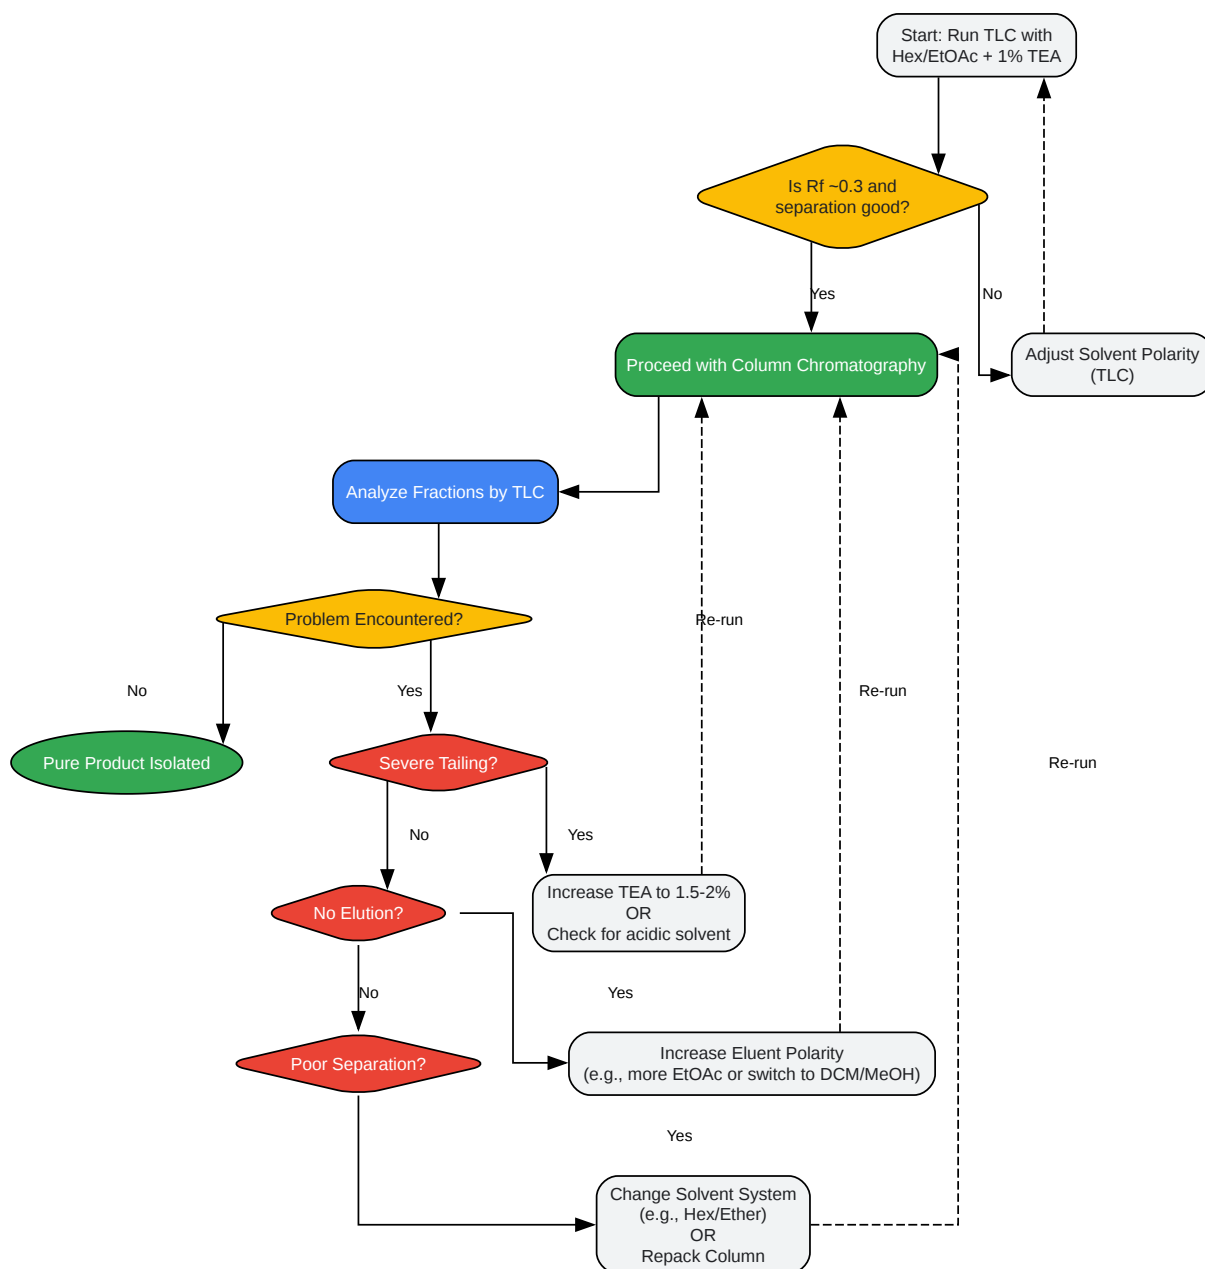 Start: Run TLC with
Hex/EtOAc + 1% TEA
Is Rf ~0.3 and
separation good?
Yes
No
Proceed with Column Chromatography
Adjust Solvent Polarity
(TLC)
Analyze Fractions by TLC
Problem Encountered?
Re-run
No
Yes
Re-run
Pure Product Isolated
Severe Tailing?
Re-run
No
Yes
Increase TEA to 1.5-2%
OR
Check for acidic solvent
No Elution?
No
Yes
Poor Separation?
Increase Eluent Polarity
(e.g., more EtOAc or switch to DCM/MeOH)
Yes
Change Solvent System
(e.g., Hex/Ether)
OR
Repack Column